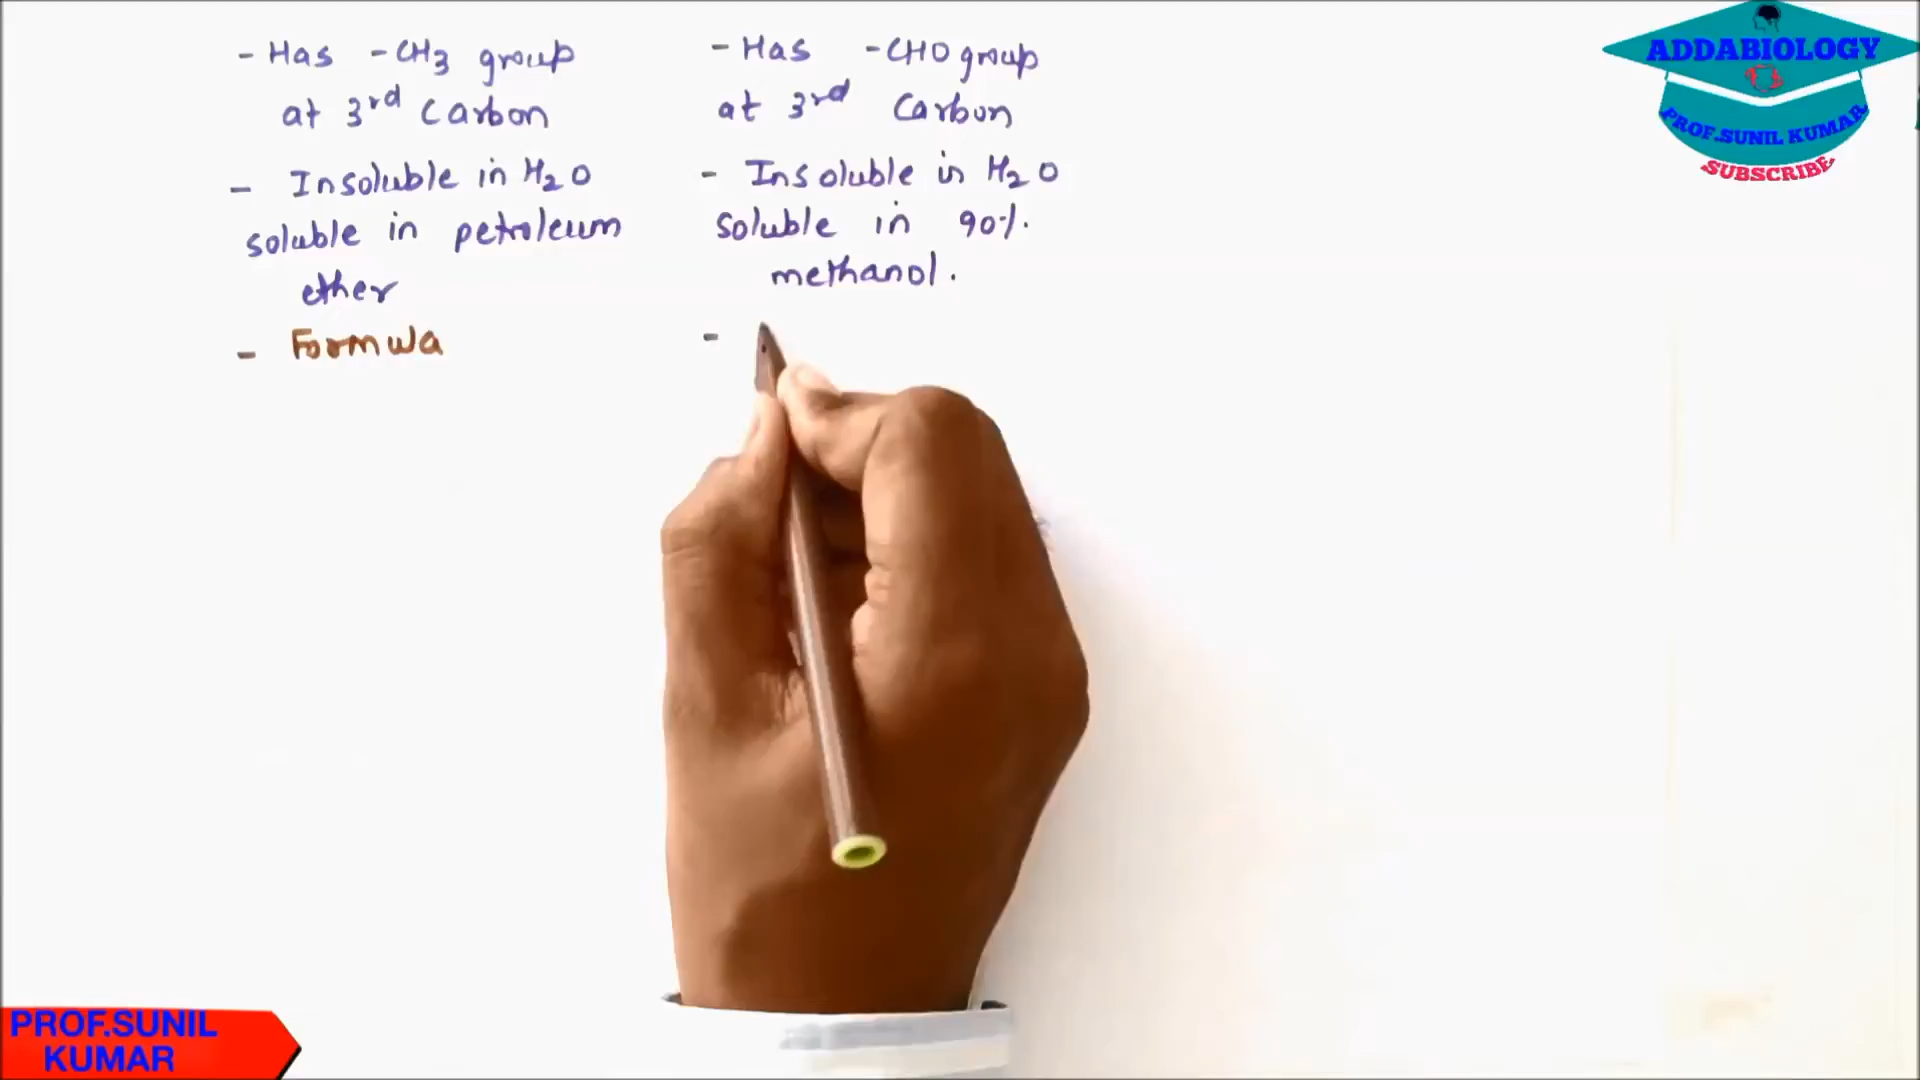 - Has -CH3 group
at 3rd Carbon
- Insoluble in H2O
soluble in petroleum
ether
- Formula
- Has -CHO group
at 3rd Carbon
- Insoluble in H2O
soluble in 90%
methanol.
-
ADDABIOLOGY
PROF.SUNIL KUMAR
SUBSCRIBE
PROF.SUNIL
KUMAR